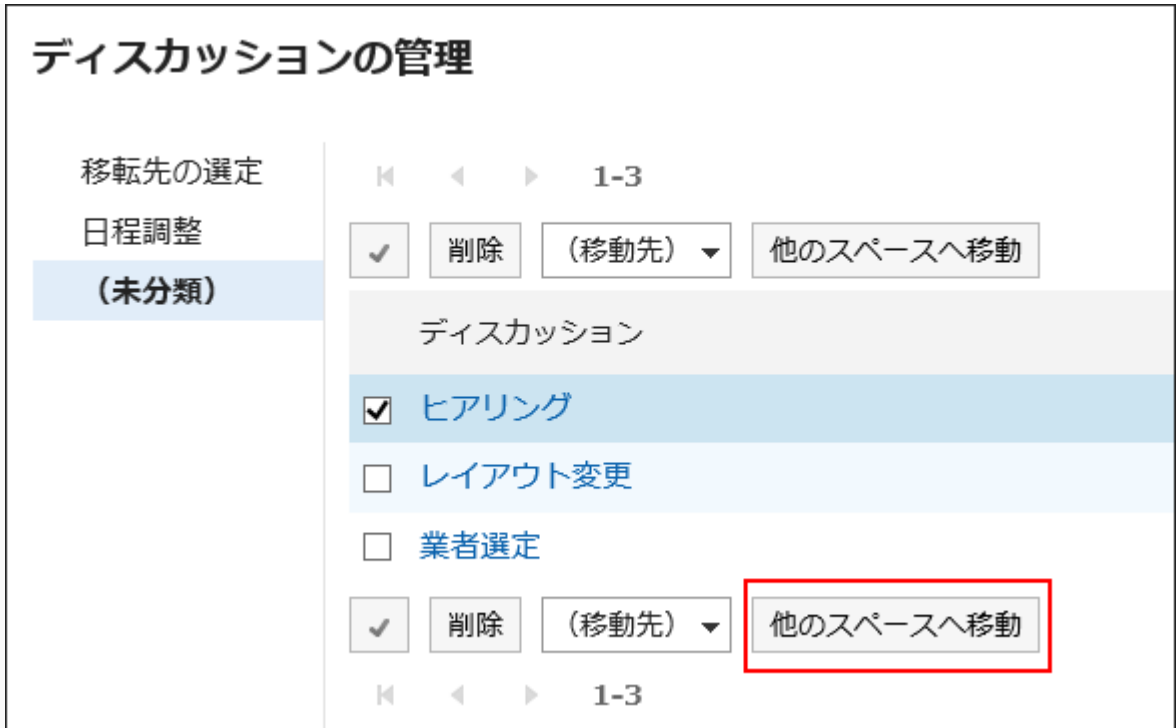 ディスカッションの管理
移転先の選定
日程調整
（未分類）
1-3
削除 （移動先） 他のスペースへ移動
ディスカッション
ヒアリング
レイアウト変更
業者選定
削除 （移動先） 他のスペースへ移動
1-3